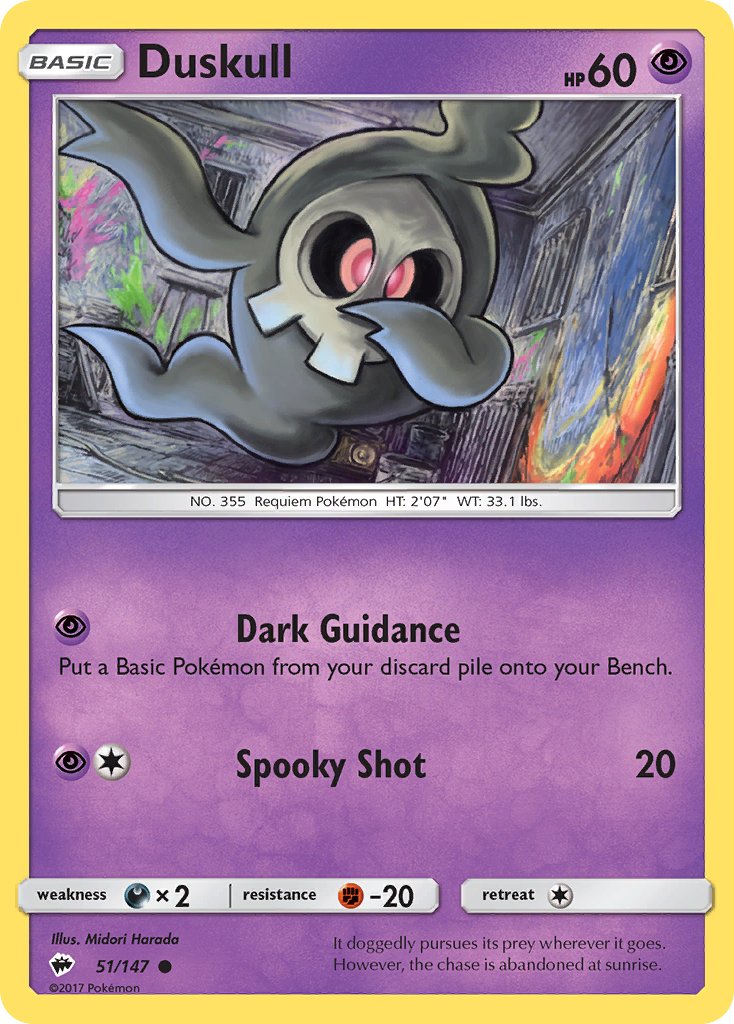 BASIC Duskull HP60
NO. 355 Requiem Pokémon HT: 2'07" WT: 33.1 lbs.
Dark Guidance
Put a Basic Pokémon from your discard pile onto your Bench.
Spooky Shot 20
weakness ×2 resistance -20 retreat
Illus. Midori Harada
51/147
©2017 Pokémon
It doggedly pursues its prey wherever it goes.
However, the chase is abandoned at sunrise.